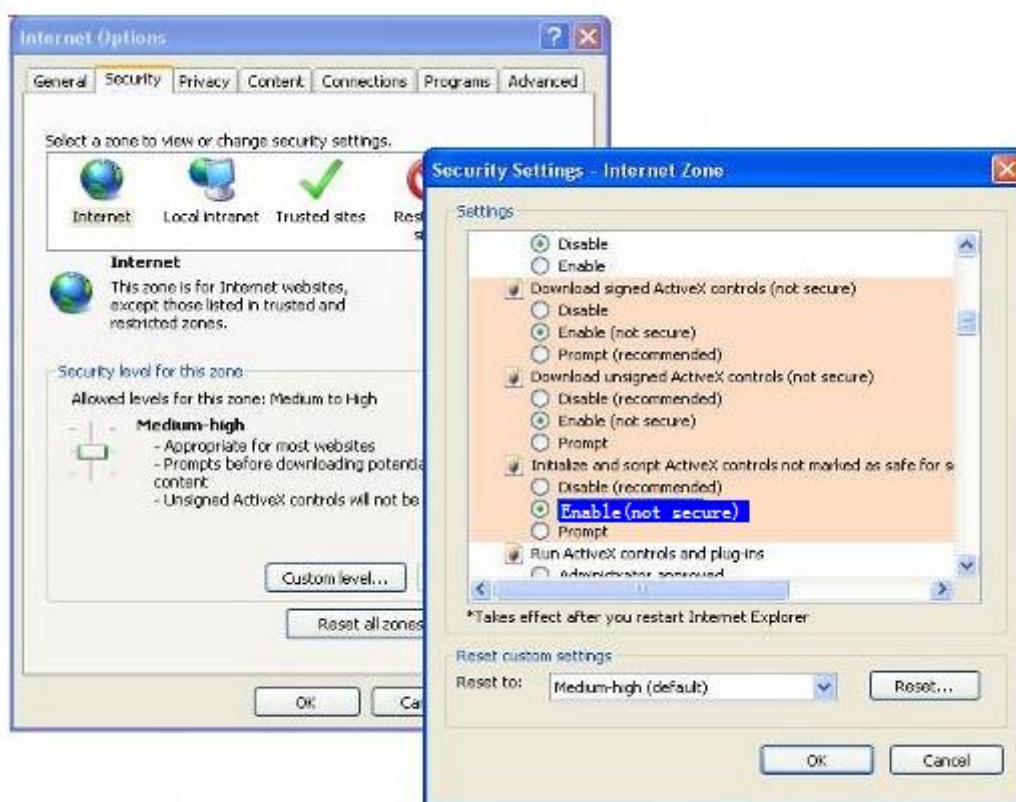 Internet Options
General Security Privacy Content Connections Programs Advanced
Select a zone to view or change security settings.
Internet Local intranet Trusted sites
Internet
This zone is for Internet websites,
except those listed in trusted and
restricted zones.
Security level for this zone
Allowed levels for this zone: Medium to High
Medium-high
- Appropriate for most websites
- Prompts before downloading
content
- Unsigned ActiveX controls will not be
Custom level...
Reset all zones
OK
Security Settings - Internet Zone
Settings
Disable
Enable
Download signed ActiveX controls (not secure)
Disable
Enable (not secure)
Prompt (recommended)
Download unsigned ActiveX controls (not secure)
Disable (recommended)
Enable (not secure)
Prompt
Initialize and script ActiveX controls not marked as safe for s
Disable (recommended)
Enable(not secure)
Prompt
Run ActiveX controls and plug-ins
Administrator approved
*Takes effect after you restart Internet Explorer
Reset custom settings
Reset to: Medium-high (default) Reset...
OK Cancel